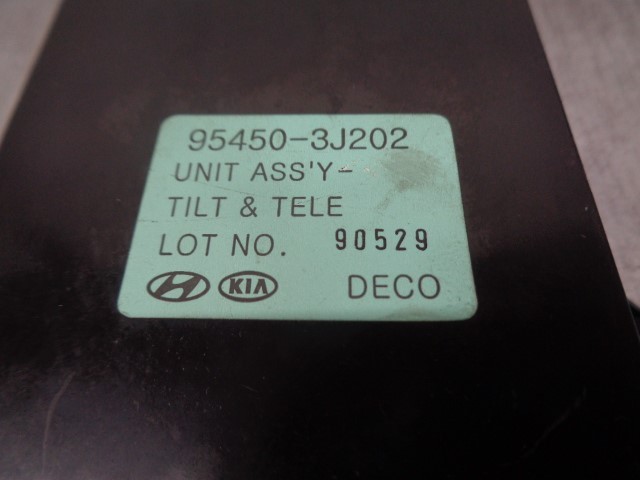 95450-3J202
UNIT ASS'Y-
TILT & TELE
LOT NO. 90529
KIA DECO